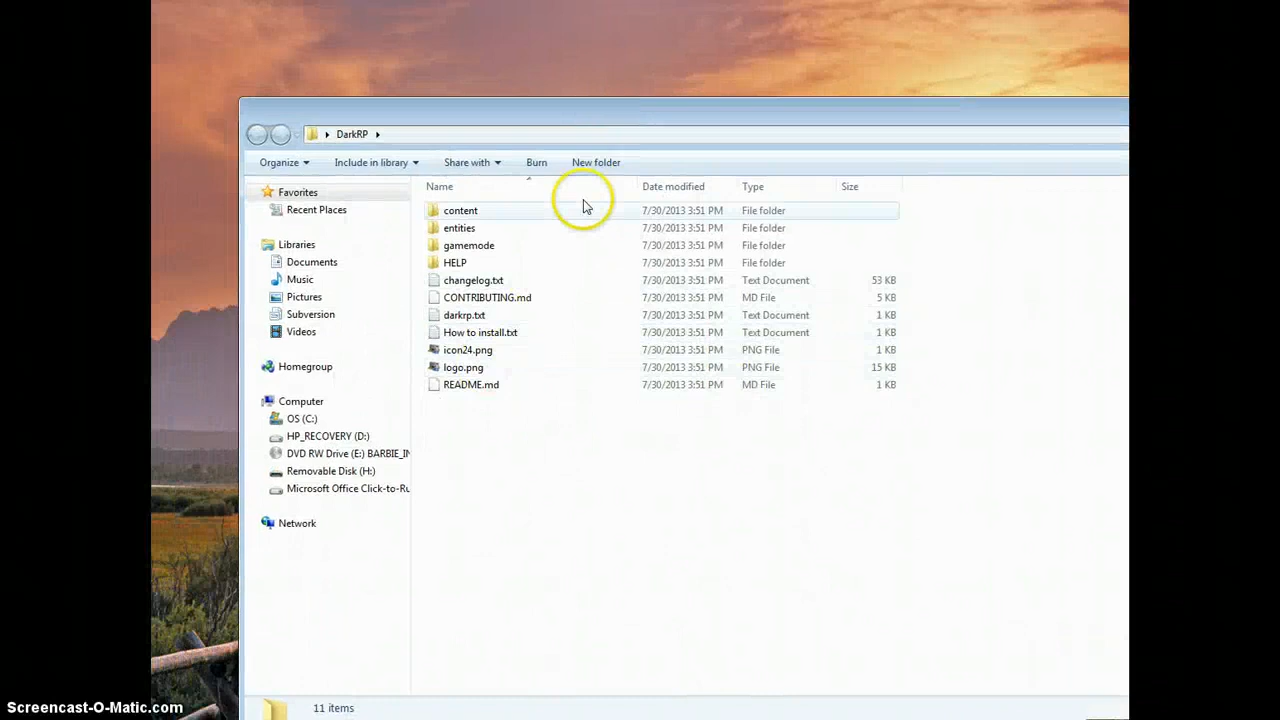 DarkRP
Organize Include in library Share with Burn New folder
Name Date modified Type Size
Favorites
Recent Places
Libraries
Documents
Music
Pictures
Subversion
Videos
Homegroup
Computer
OS (C:)
HP_RECOVERY (D:)
DVD RW Drive (E:) BARBIE_IN
Removable Disk (H:)
Microsoft Office Click-to-Ru
Network
content 7/30/2013 3:51 PM File folder
entities 7/30/2013 3:51 PM File folder
gamemode 7/30/2013 3:51 PM File folder
HELP 7/30/2013 3:51 PM File folder
changelog.txt 7/30/2013 3:51 PM Text Document 53 KB
CONTRIBUTING.md 7/30/2013 3:51 PM MD File 5 KB
darkrp.txt 7/30/2013 3:51 PM Text Document 1 KB
How to install.txt 7/30/2013 3:51 PM Text Document 1 KB
icon24.png 7/30/2013 3:51 PM PNG File 1 KB
logo.png 7/30/2013 3:51 PM PNG File 15 KB
README.md 7/30/2013 3:51 PM MD File 1 KB
11 items
Screencast-O-Matic.com